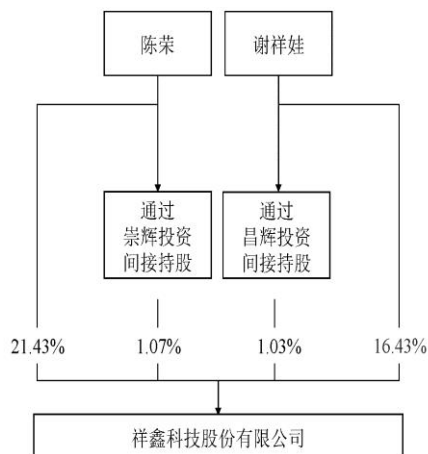 陈荣
谢祥娃
通过
崇辉投资
间接持股
通过
昌辉投资
间接持股
21.43%
1.07%
1.03%
16.43%
祥鑫科技股份有限公司